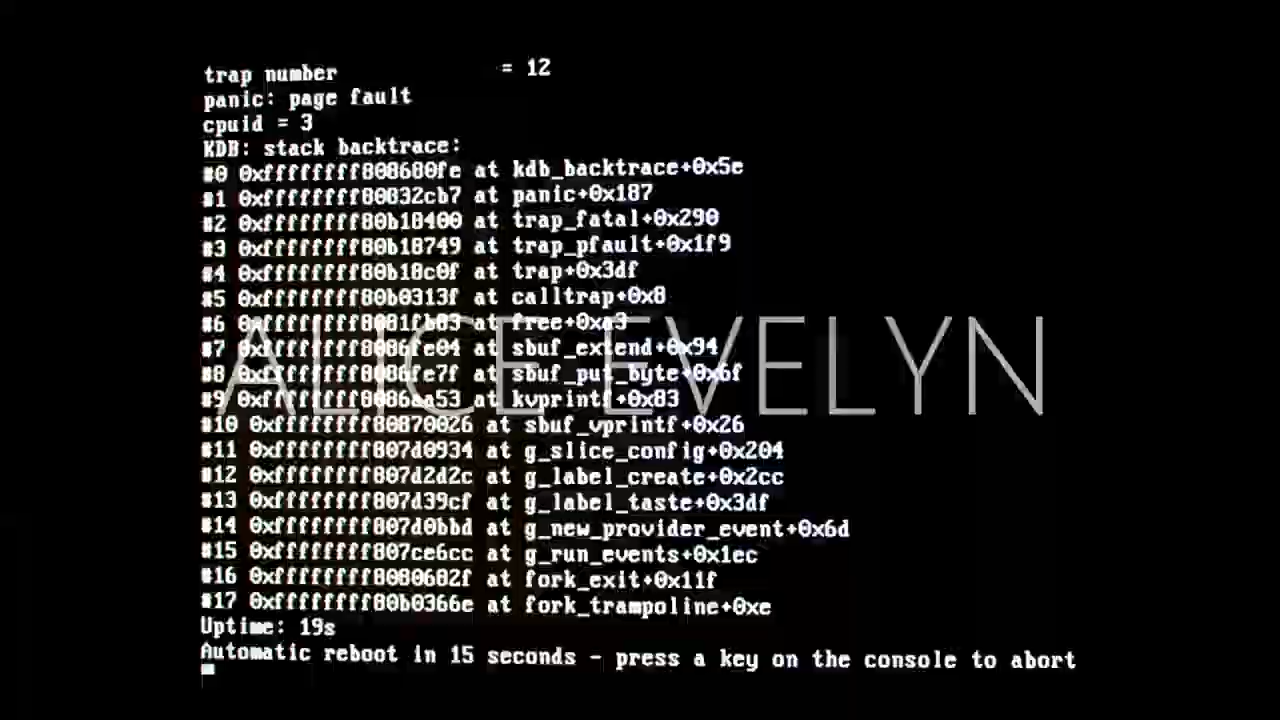 trap number = 12
panic: page fault
cpuid = 3
KDB: stack backtrace:
#0 0xffffffff808680fe at kdb_backtrace+0x5e
#1 0xffffffff80832cb7 at panic+0x187
#2 0xffffffff80b18400 at trap_fatal+0x290
#3 0xffffffff80b18749 at trap_pfault+0x1f9
#4 0xffffffff80b18c0f at trap+0x3df
#5 0xffffffff80b0313f at calltrap+0x8
#6 0xffffffff8081fb83 at free+0xa3
#7 0xffffffff8086fe04 at sbuf_extend+0x94
#8 0xffffffff8086fe7f at sbuf_put_byte+0x6f
ALICE EVELYN
#9 0xffffffff8086aa53 at kvprintf+0x83
#10 0xffffffff80870026 at sbuf_vprintf+0x26
#11 0xffffffff807d0934 at g_slice_config+0x204
#12 0xffffffff807d2d2c at g_label_create+0x2cc
#13 0xffffffff807d39cf at g_label_taste+0x3df
#14 0xffffffff807d0bbd at g_new_provider_event+0x6d
#15 0xffffffff807ce6cc at g_run_events+0x1ec
#16 0xffffffff8080682f at fork_exit+0x11f
#17 0xffffffff80b0366e at fork_trampoline+0xe
Uptime: 19s
Automatic reboot in 15 seconds - press a key on the console to abort